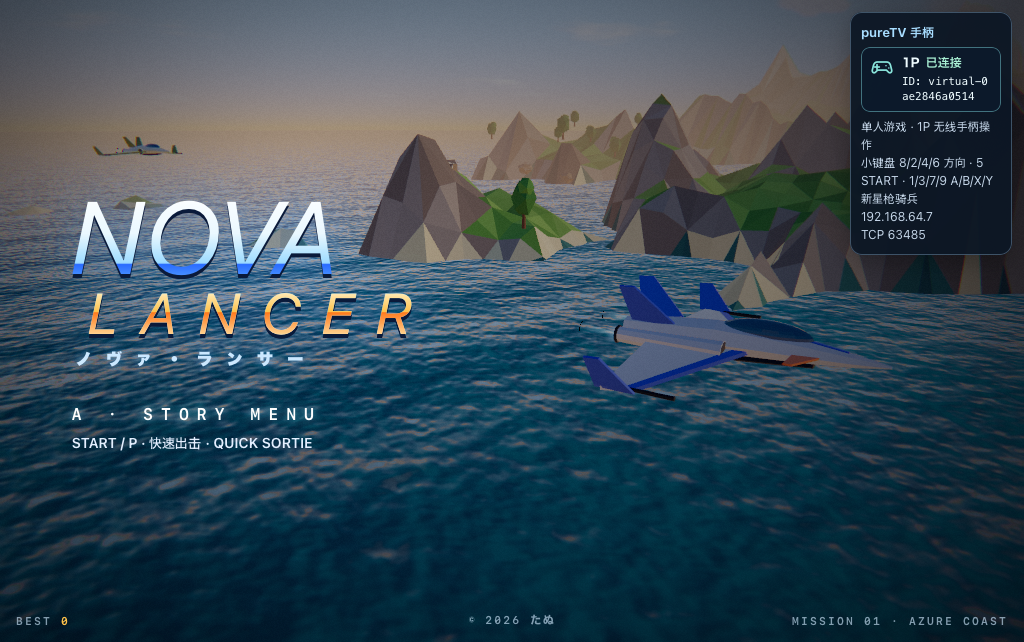 pureTV 手柄
1P 已连接
ID: virtual-0
ae2846a0514
单人游戏 · 1P 无线手柄操
作
小键盘 8/2/4/6 方向 · 5
START · 1/3/7/9 A/B/X/Y
新星枪骑兵
192.168.64.7
TCP 63485
NOVA
LANCER
ノヴァ・ランサー
A · STORY MENU
START / P · 快速出击 · QUICK SORTIE
BEST 0
© 2026 たぬ
MISSION 01 · AZURE COAST